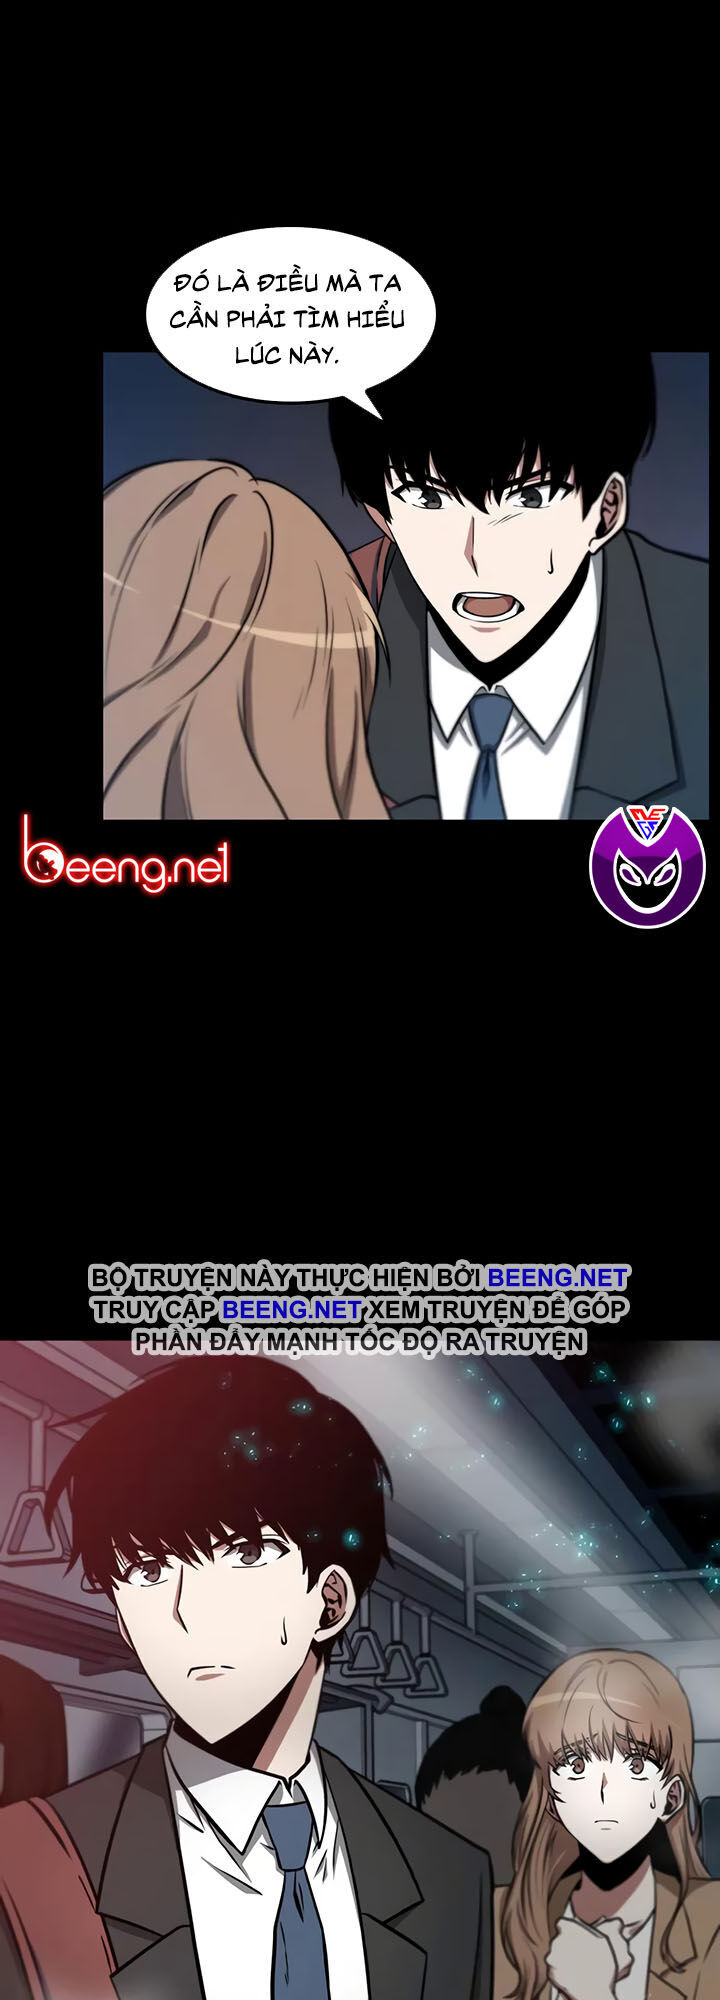 ĐÓ LÀ ĐIỀU MÀ TA
CẦN PHẢI TÌM HIỂU
LÚC NÀY.
beeng.net
BỘ TRUYỆN NÀY THỰC HIỆN BỞI BEENG.NET
TRUY CẬP BEENG.NET XEM TRUYỆN ĐỂ GÓP
PHẦN ĐẨY MẠNH TỐC ĐỘ RA TRUYỆN